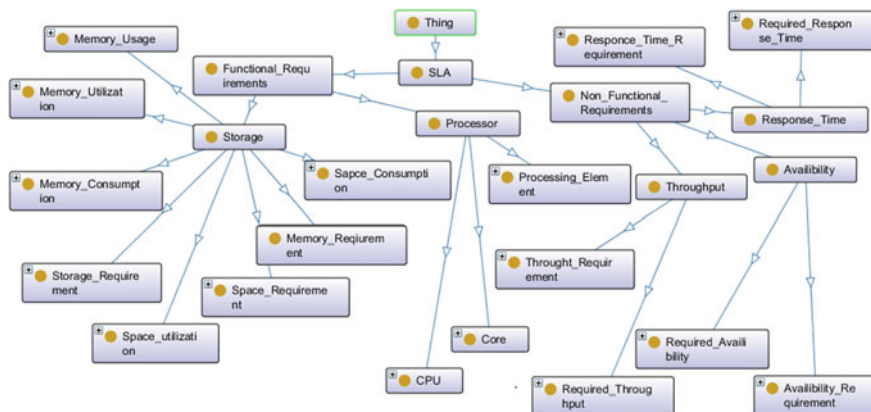 Thing
Memory_Usage
Responce_Time_R
equirement
Required_Respon
se_Time
Functional_Requ
irements
SLA
Memory_Utilizat
ion
Non_Functional_
Requirements
Storage
Processor
Response_Time
Memory_Consumpt
ion
Sapce_Consumpti
on
Processing_Elem
ent
Throughput
Availibility
Memory_Reqiurem
ent
Storage_Require
ment
Space_Requireme
nt
Throught_Requir
ement
Space_utilizati
on
Core
Required_Availi
bility
CPU
Required_Throug
hput
Availibility_Re
quirement